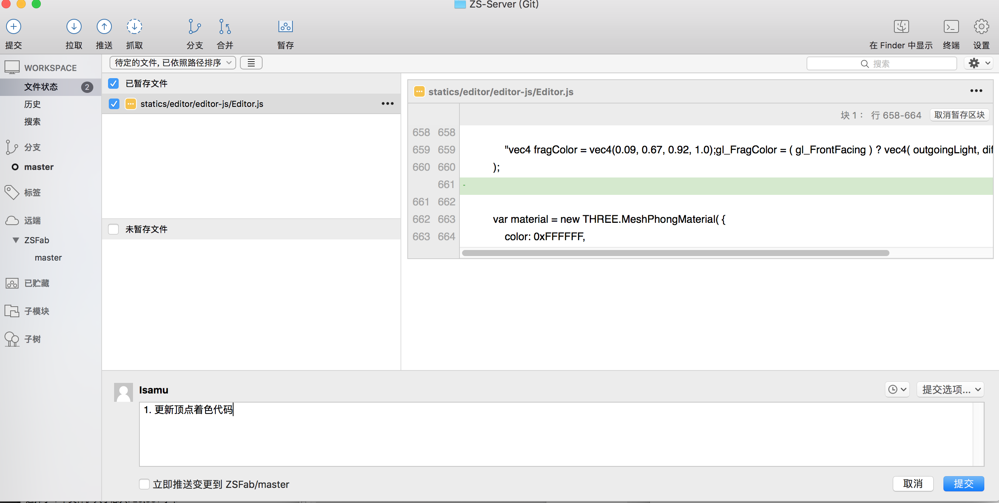 ZS-Server (Git)
提交
拉取
推送
抓取
分支
合并
暂存
在 Finder 中显示
终端
设置
WORKSPACE
文件状态 2
历史
搜索
分支
master
标签
远端
ZSFab
master
已贮藏
子模块
子树
待定的文件, 已依照路径排序
搜索
已暂存文件
statics/editor/editor-js/Editor.js
未暂存文件
statics/editor/editor-js/Editor.js
块 1： 行 658-664
取消暂存区块
658 658
659 659 "vec4 fragColor = vec4(0.09, 0.67, 0.92, 1.0);gl_FragColor = ( gl_FrontFacing ) ? vec4( outgoingLight, dif
660 660 );
661 -
661 662
662 663 var material = new THREE.MeshPhongMaterial( {
663 664 color: 0xFFFFFF,
Isamu
提交选项...
1. 更新顶点着色代码
立即推送变更到 ZSFab/master
取消
提交